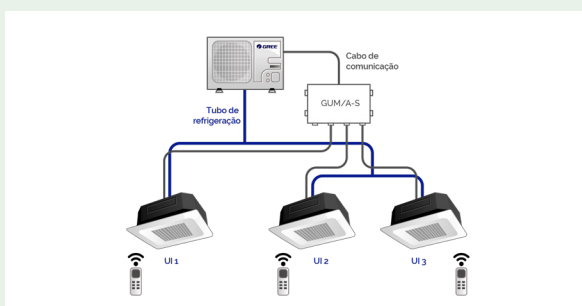 GREE
Cabo de
comunicação
GUM/A-S
Tubo de
refrigeração
UI 1
UI 2
UI 3